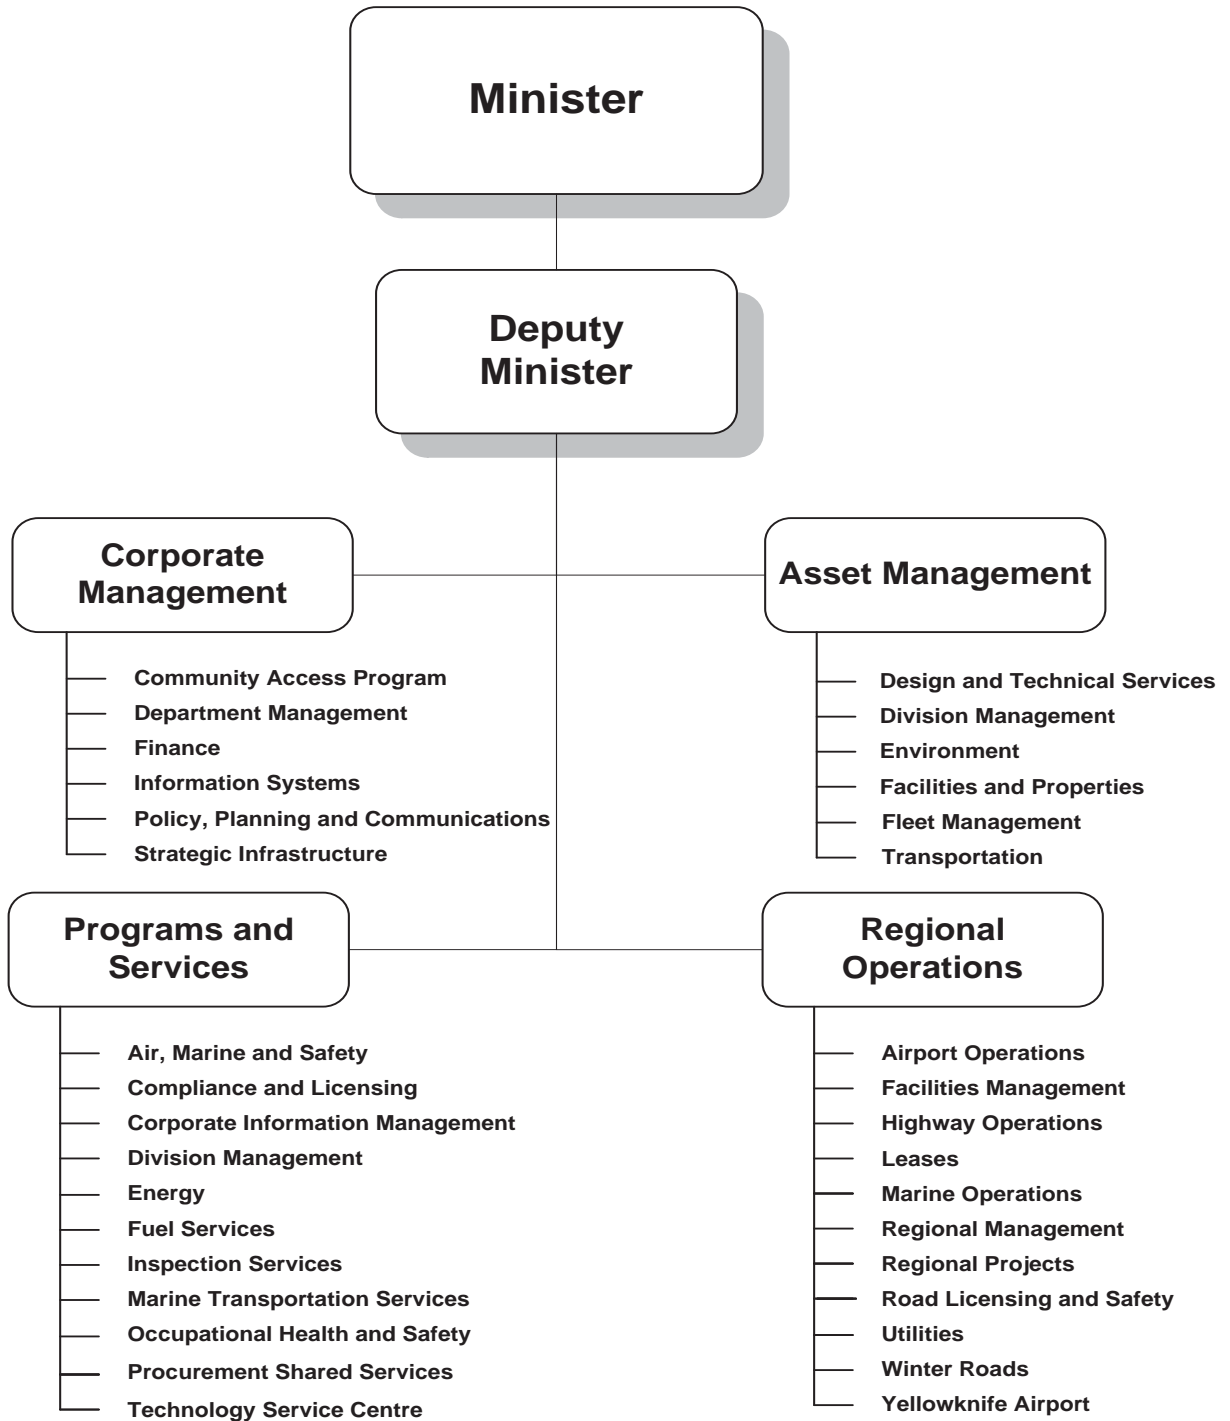 Minister
Deputy
Minister
Corporate
Management
Community Access Program
Department Management
Finance
Information Systems
Policy, Planning and Communications
Strategic Infrastructure
Asset Management
Design and Technical Services
Division Management
Environment
Facilities and Properties
Fleet Management
Transportation
Programs and
Services
Air, Marine and Safety
Compliance and Licensing
Corporate Information Management
Division Management
Energy
Fuel Services
Inspection Services
Marine Transportation Services
Occupational Health and Safety
Procurement Shared Services
Technology Service Centre
Regional
Operations
Airport Operations
Facilities Management
Highway Operations
Leases
Marine Operations
Regional Management
Regional Projects
Road Licensing and Safety
Utilities
Winter Roads
Yellowknife Airport